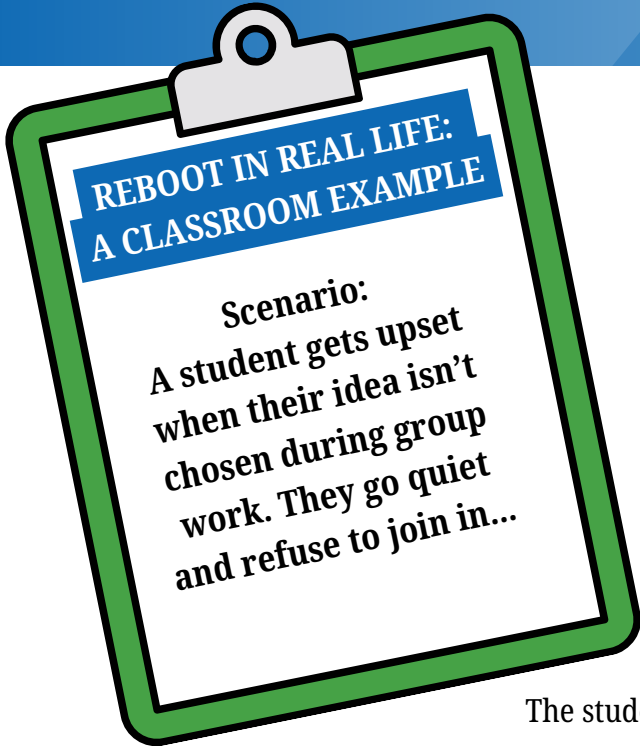 REBOOT IN REAL LIFE:
A CLASSROOM EXAMPLE
Scenario:
A student gets upset
when their idea isn’t
chosen during group
work. They go quiet
and refuse to join in...
The stud